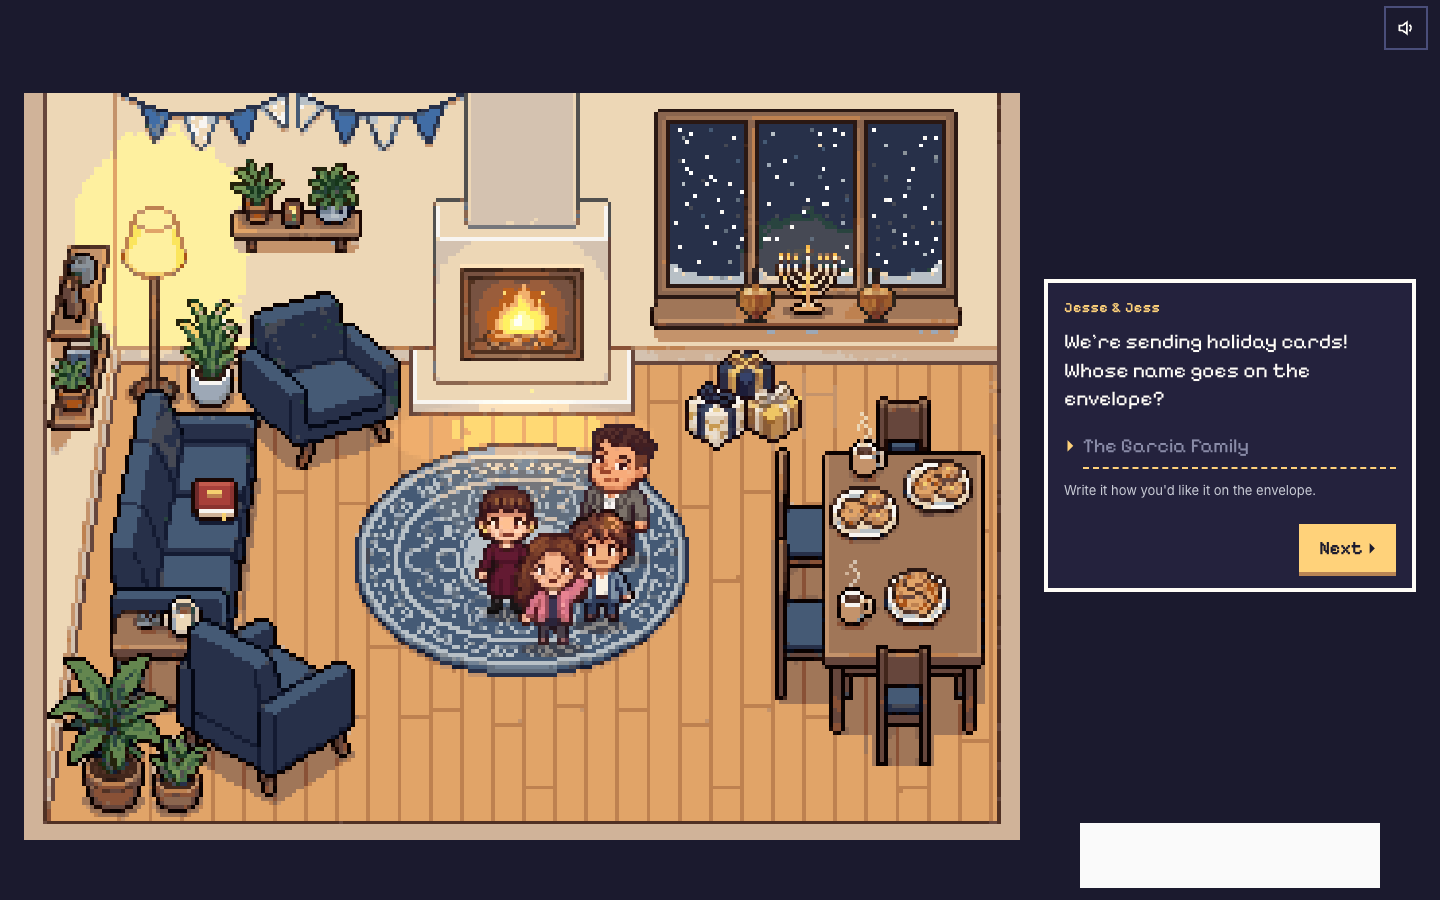 Jesse & Jess
We're sending holiday cards!
Whose name goes on the
envelope?
The Garcia Family
Write it how you'd like it on the envelope.
Next